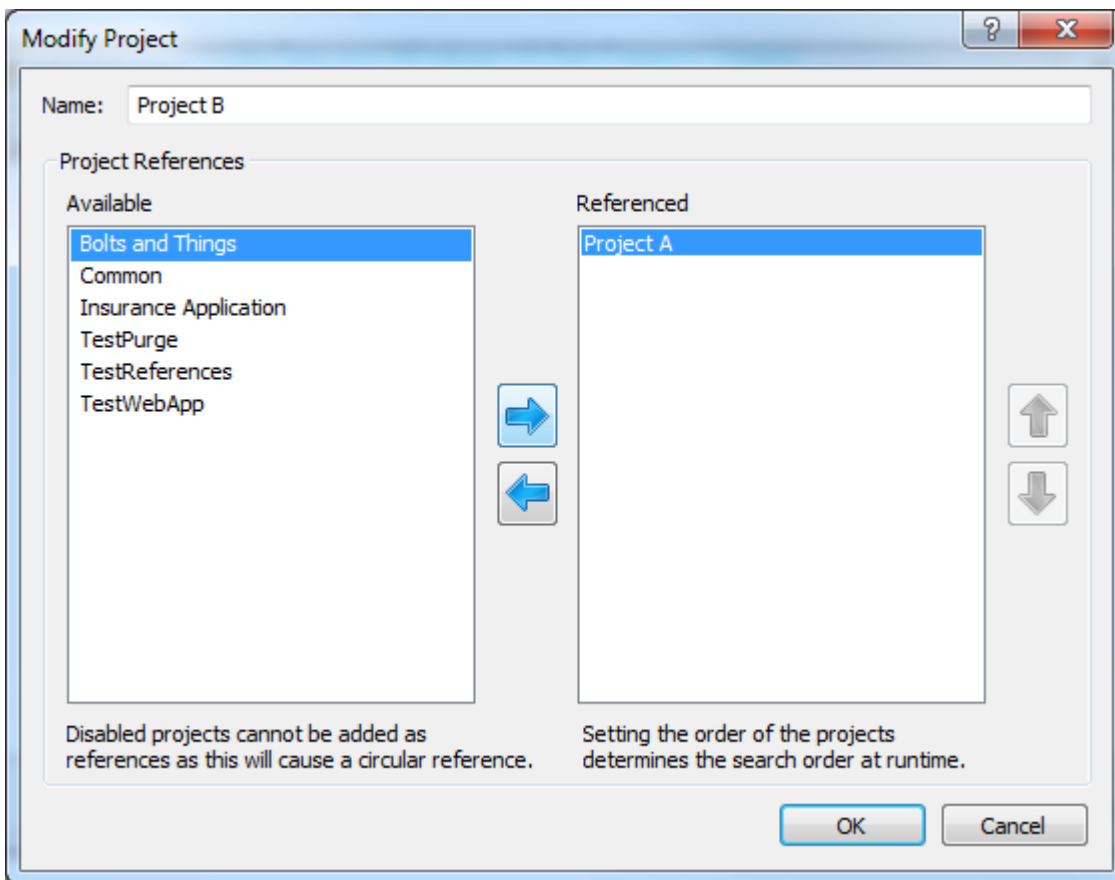 Modify Project
?
Name: Project B
Project References
Available
Referenced
Bolts and Things
Project A
Common
Insurance Application
TestPurge
TestReferences
TestWebApp
Disabled projects cannot be added as
references as this will cause a circular reference.
Setting the order of the projects
determines the search order at runtime.
OK
Cancel